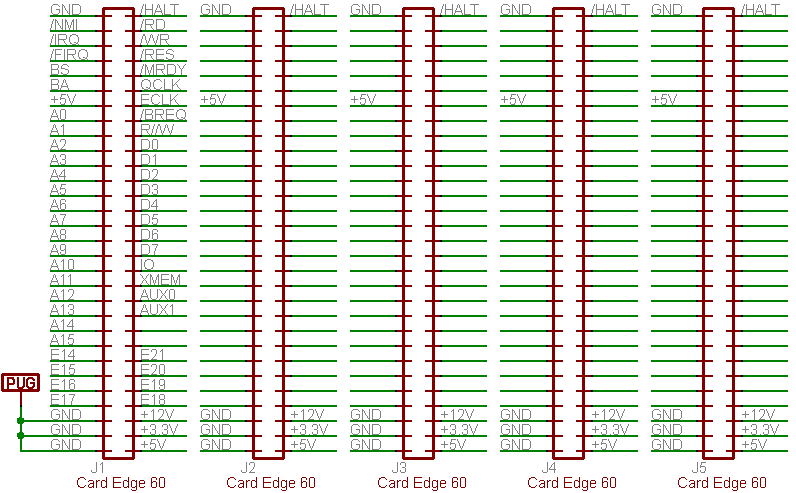 GND /HALT GND /HALT GND /HALT GND /HALT GND /HALT
/NMI /RD
/IRQ /WR
/FIRQ /RES
BS /MRDY
BA QCLK
+5V ECLK +5V +5V +5V +5V
A0 /BREQ
A1 R//W
A2 D0
A3 D1
A4 D2
A5 D3
A6 D4
A7 D5
A8 D6
A9 D7
A10 IO
A11 XMEM
A12 AUX0
A13 AUX1
A14
A15
E14 E21
E15 E20
PUG E16 E19
E17 E18
GND +12V GND +12V GND +12V GND +12V GND +12V
GND +3.3V GND +3.3V GND +3.3V GND +3.3V GND +3.3V
GND +5V GND +5V GND +5V GND +5V GND +5V
J1 J2 J3 J4 J5
Card Edge 60 Card Edge 60 Card Edge 60 Card Edge 60 Card Edge 60